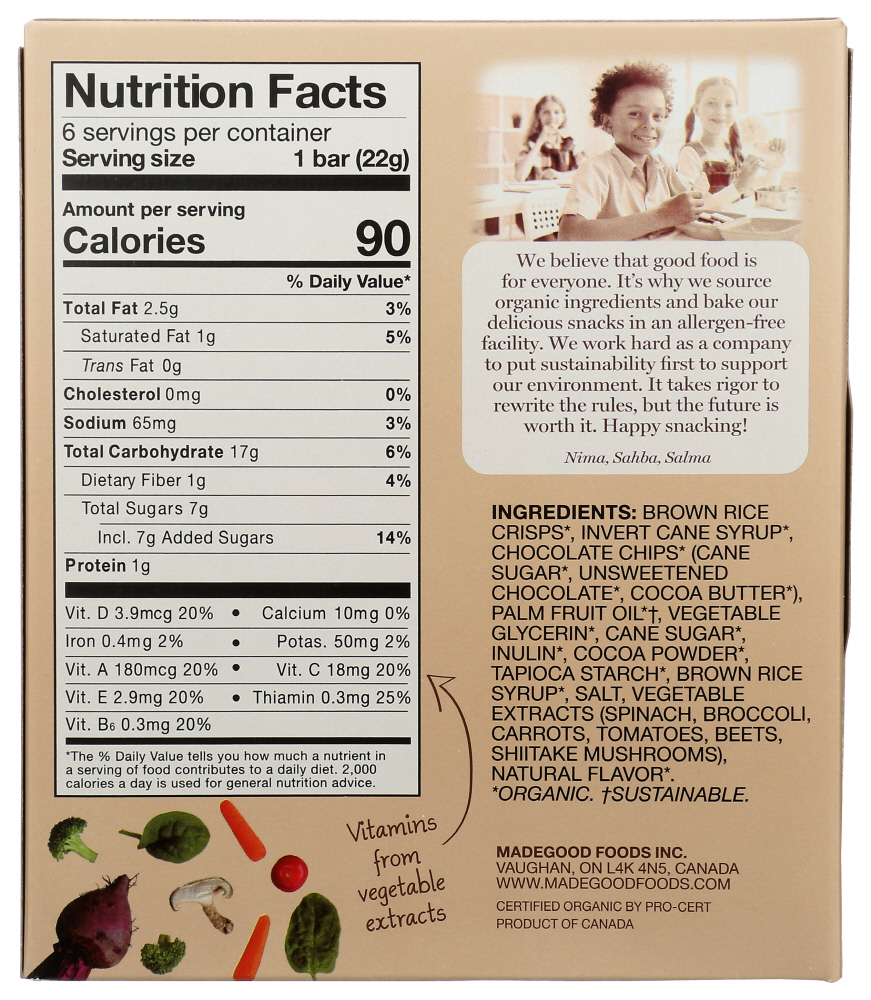 Nutrition Facts
6 servings per container
Serving size 1 bar (22g)
Amount per serving
Calories 90
% Daily Value*
Total Fat 2.5g 3%
Saturated Fat 1g 5%
Trans Fat 0g
Cholesterol 0mg 0%
Sodium 65mg 3%
Total Carbohydrate 17g 6%
Dietary Fiber 1g 4%
Total Sugars 7g
Incl. 7g Added Sugars 14%
Protein 1g
Vit. D 3.9mcg 20% • Calcium 10mg 0%
Iron 0.4mg 2% • Potas. 50mg 2%
Vit. A 180mcg 20% • Vit. C 18mg 20%
Vit. E 2.9mg 20% • Thiamin 0.3mg 25%
Vit. B6 0.3mg 20%
*The % Daily Value tells you how much a nutrient in
a serving of food contributes to a daily diet. 2,000
calories a day is used for general nutrition advice.
Vitamins
from
vegetable
extracts
We believe that good food is
for everyone. It's why we source
organic ingredients and bake our
delicious snacks in an allergen-free
facility. We work hard as a company
to put sustainability first to support
our environment. It takes rigor to
rewrite the rules, but the future is
worth it. Happy snacking!
Nima, Sahba, Salma
INGREDIENTS: BROWN RICE
CRISPS*, INVERT CANE SYRUP*,
CHOCOLATE CHIPS* (CANE
SUGAR*, UNSWEETENED
CHOCOLATE*, COCOA BUTTER*),
PALM FRUIT OIL*†, VEGETABLE
GLYCERIN*, CANE SUGAR*,
INULIN*, COCOA POWDER*,
TAPIOCA STARCH*, BROWN RICE
SYRUP*, SALT, VEGETABLE
EXTRACTS (SPINACH, BROCCOLI,
CARROTS, TOMATOES, BEETS,
SHIITAKE MUSHROOMS),
NATURAL FLAVOR*.
*ORGANIC. †SUSTAINABLE.
MADEGOOD FOODS INC.
VAUGHAN, ON L4K 4N5, CANADA
WWW.MADEGOODFOODS.COM
CERTIFIED ORGANIC BY PRO-CERT
PRODUCT OF CANADA